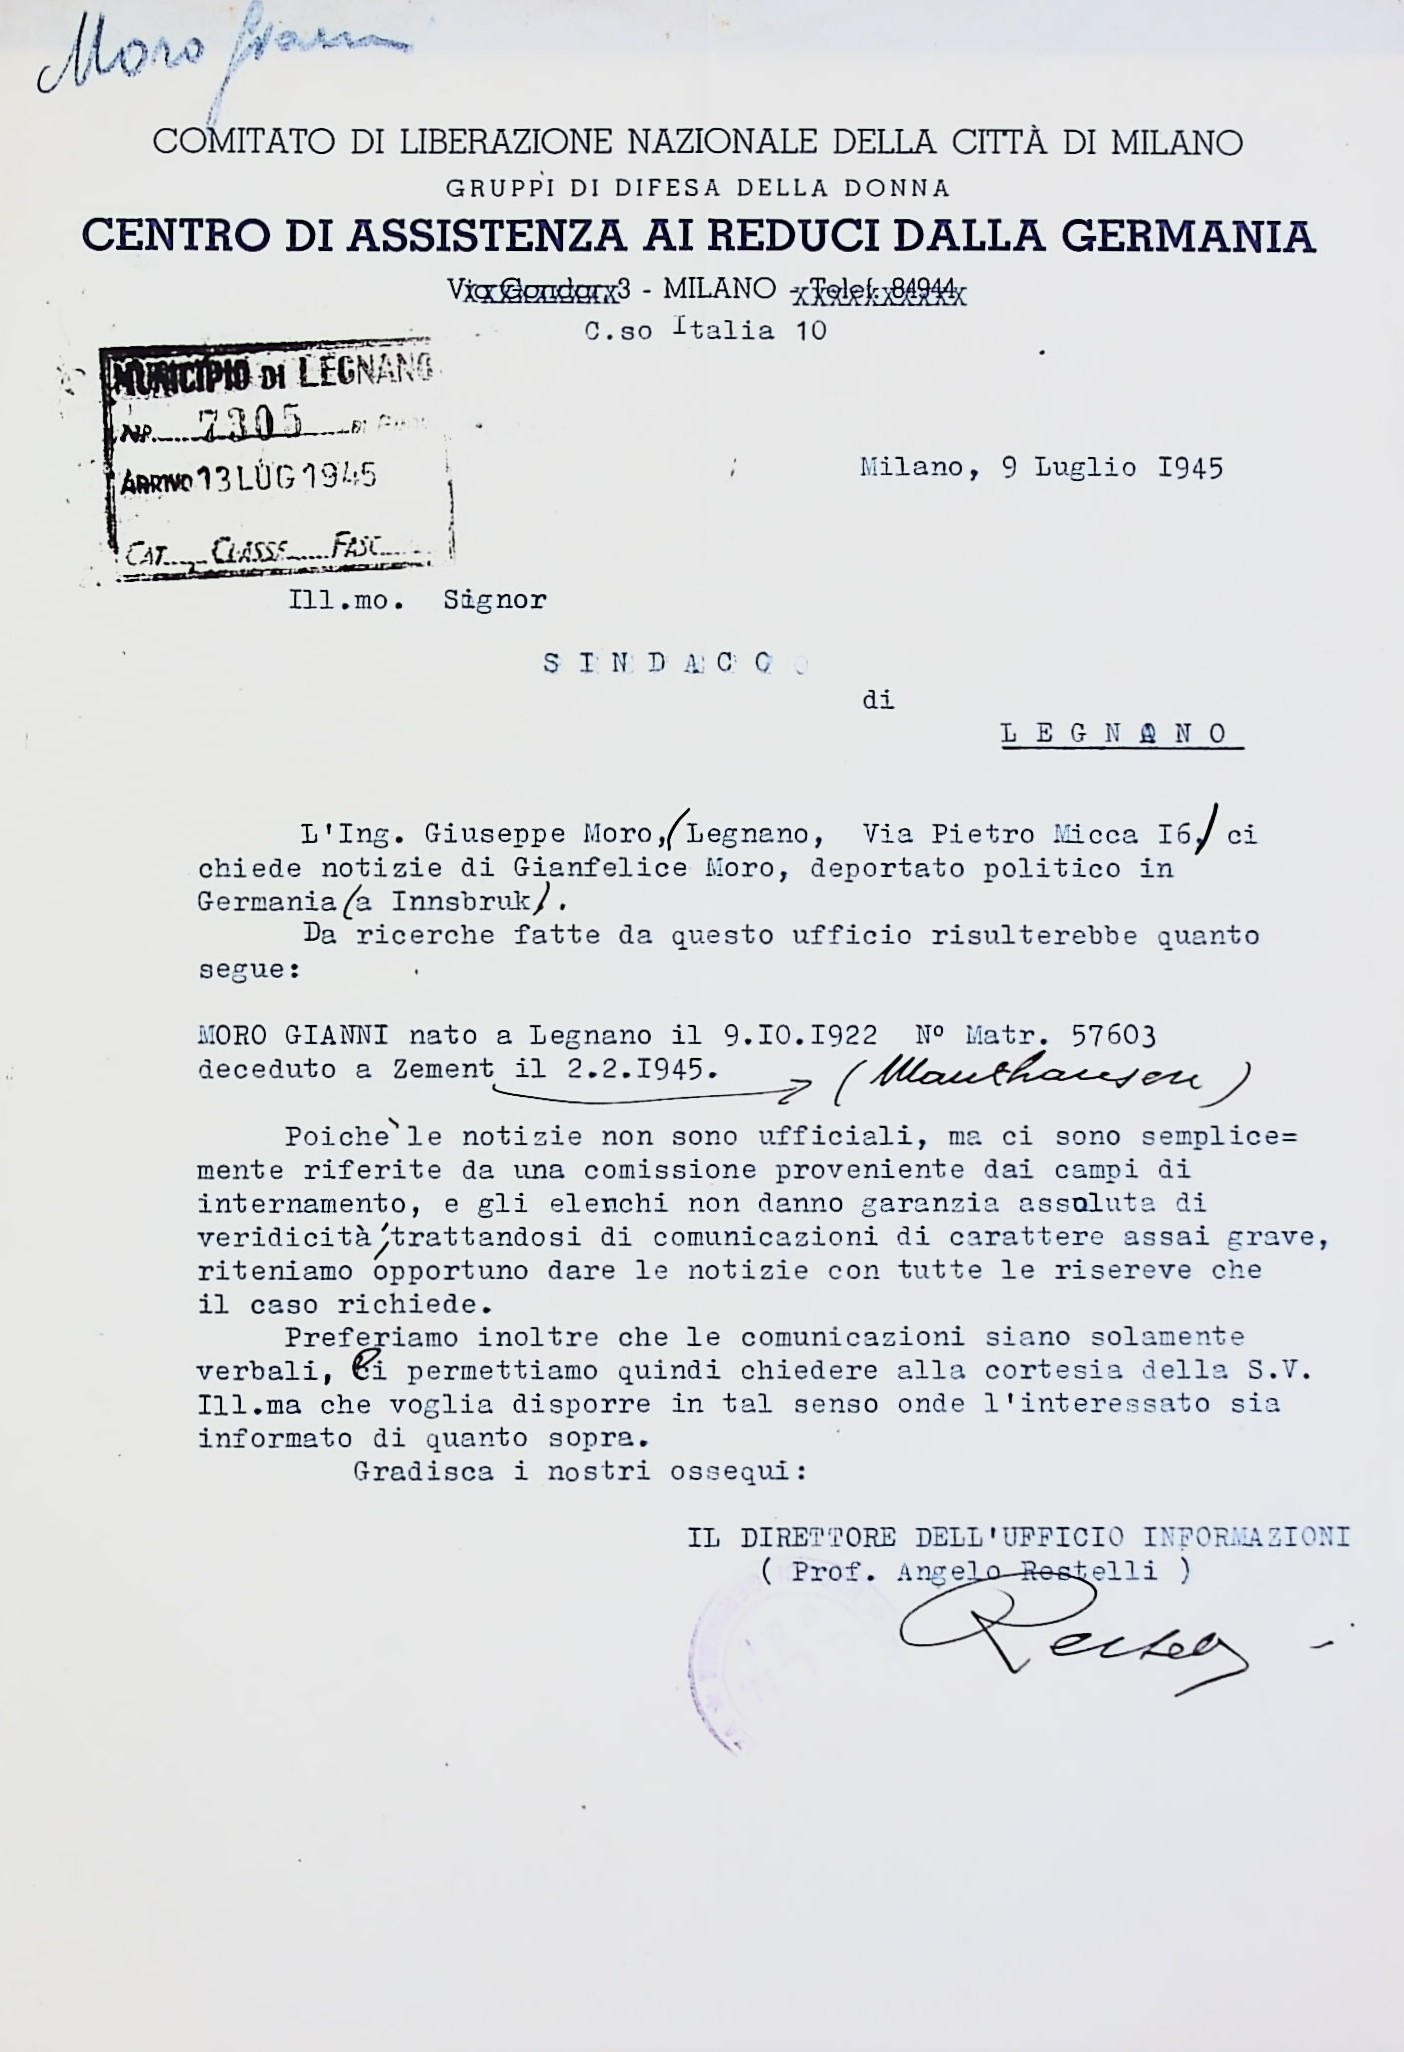 Moro Gianni
COMITATO DI LIBERAZIONE NAZIONALE DELLA CITTÀ DI MILANO
GRUPPI DI DIFESA DELLA DONNA
CENTRO DI ASSISTENZA AI REDUCI DALLA GERMANIA
Via Gondar, 3 - MILANO - Telef. 84944
C.so Italia 10
MUNICIPIO DI LEGNANO
NR. 7305 DI PROT
ARRIVO 13 LUG 1945
CAT. CLASSE FASC
Milano, 9 Luglio I945
Ill.mo. Signor
S I N D A C O
di
L E G N A N O
L'Ing. Giuseppe Moro,(Legnano, Via Pietro Micca I6,) ci
chiede notizie di Gianfelice Moro, deportato politico in
Germania (a Innsbruk).
Da ricerche fatte da questo ufficio risulterebbe quanto
segue:
MORO GIANNI nato a Legnano il 9.IO.I922 Nº Matr. 57603
deceduto a Zement il 2.2.I945. (Mauthausen)
Poichè le notizie non sono ufficiali, ma ci sono semplice=
mente riferite da una comissione proveniente dai campi di
internamento, e gli elenchi non danno garanzia assoluta di
veridicità, trattandosi di comunicazioni di carattere assai grave,
riteniamo opportuno dare le notizie con tutte le risereve che
il caso richiede.
Preferiamo inoltre che le comunicazioni siano solamente
verbali, Ci permettiamo quindi chiedere alla cortesia della S.V.
Ill.ma che voglia disporre in tal senso onde l'interessato sia
informato di quanto sopra.
Gradisca i nostri ossequi:
IL DIRETTORE DELL'UFFICIO INFORMAZIONI
( Prof. Angelo Restelli )
Restelli